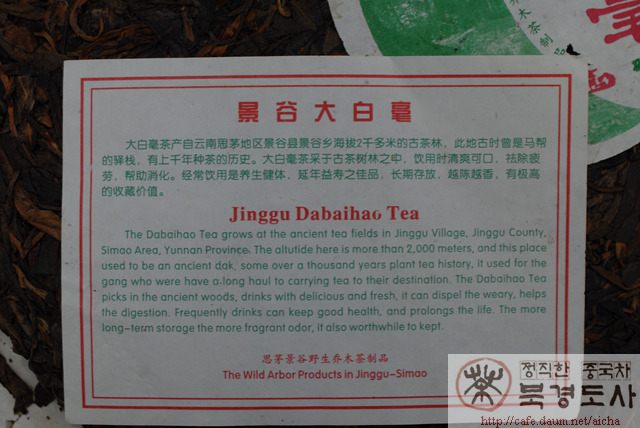 景谷大白毫
大白毫茶产自云南思茅地区景谷县景谷乡海拔2千多米的古茶林，此地古时曾是马帮
的驿栈，有上千年种茶的历史。大白毫茶采于古茶树林之中，饮用时清爽可口，祛除疲
劳，帮助消化。经常饮用是养生健体，延年益寿之佳品，长期存放，越陈越香，有极高
的收藏价值。
Jinggu Dabaihao Tea
The Dabaihao Tea grows at the ancient tea fields in Jinggu Village, Jinggu County,
Simao Area, Yunnan Province. The altutide here is more than 2,000 meters, and this place
used to be an ancient dak, some over a thousand years plant tea history, it used for the
gang who were have a long haul to carrying tea to their destination. The Dabaihao Tea
picks in the ancient woods, drinks with delicious and fresh, it can dispel the weary, helps
the digestion. Frequently drinks can keep good health, and prolongs the life. The more
long-term storage the more fragrant odor, it also worthwhile to kept.
思茅景谷野生乔木茶制品
The Wild Arbor Products in Jinggu-Simao
木茶制品
毫
정직한 중국차
茶
북경도사
http://cafe.daum.net/aicha